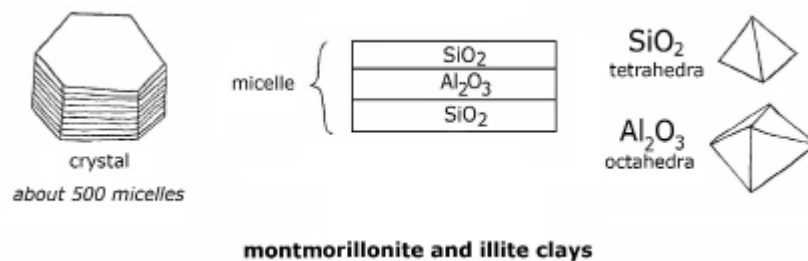 crystal
about 500 micelles
micelle
SiO₂
Al₂O₃
SiO₂
SiO₂
tetrahedra
Al₂O₃
octahedra
montmorillonite and illite clays